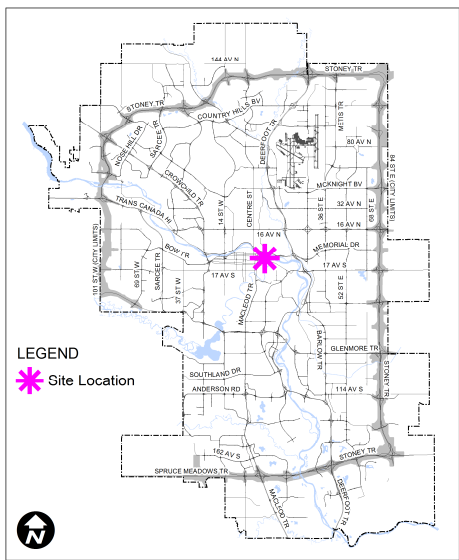 144 AV N
STONEY TR
STONEY TR
COUNTRY HILLS BV
METIS TR
SARCEE TR
NOSE HILL DR
DEERFOOT TR
80 AV N
CROWCHILD TR
MCKNIGHT BV
84 ST E (CITY LIMITS)
68 ST E
36 ST E
32 AV N
TRANS CANADA HI
14 ST W
CENTRE ST
16 AV N
16 AV N
101 ST W (CITY LIMITS)
BOW TR
MEMORIAL DR
17 AV S
17 AV S
69 ST W
SARCEE TR
37 ST W
MACLEOD TR
52 ST E
BARLOW TR
GLENMORE TR
LEGEND
Site Location
SOUTHLAND DR
ANDERSON RD
114 AV S
STONEY TR
162 AV S
STONEY TR
SPRUCE MEADOWS TR
MACLEOD TR
DEERFOOT TR
N